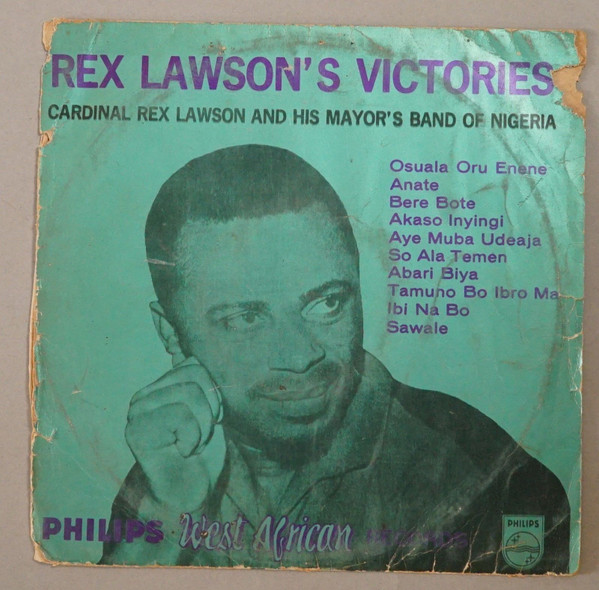 REX LAWSON'S VICTORIES
CARDINAL REX LAWSON AND HIS MAYOR'S BAND OF NIGERIA
Osuala Oru Enene
Anate
Bere Bote
Akaso Inyingi
Aye Muba Udeaja
So Ala Temen
Abari Biya
Tamuno Bo Ibro Ma
Ibi Na Bo
Sawale
PHILIPS West African
PHILIPS